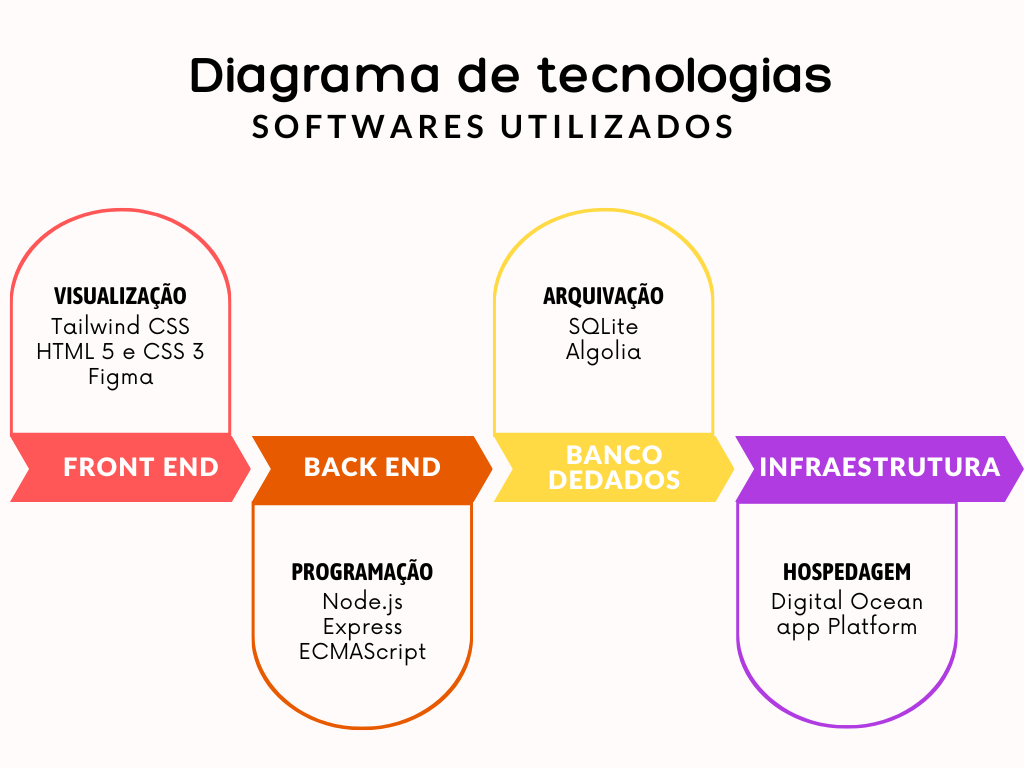 Diagrama de tecnologias
SOFTWARES UTILIZADOS
VISUALIZAÇÃO
Tailwind CSS
HTML 5 e CSS 3
Figma
FRONT END
BACK END
PROGRAMAÇÃO
Node.js
Express
ECMAScript
ARQUIVAÇÃO
SQLite
Algolia
BANCO
DEDADOS
INFRAESTRUTURA
HOSPEDAGEM
Digital Ocean
app Platform